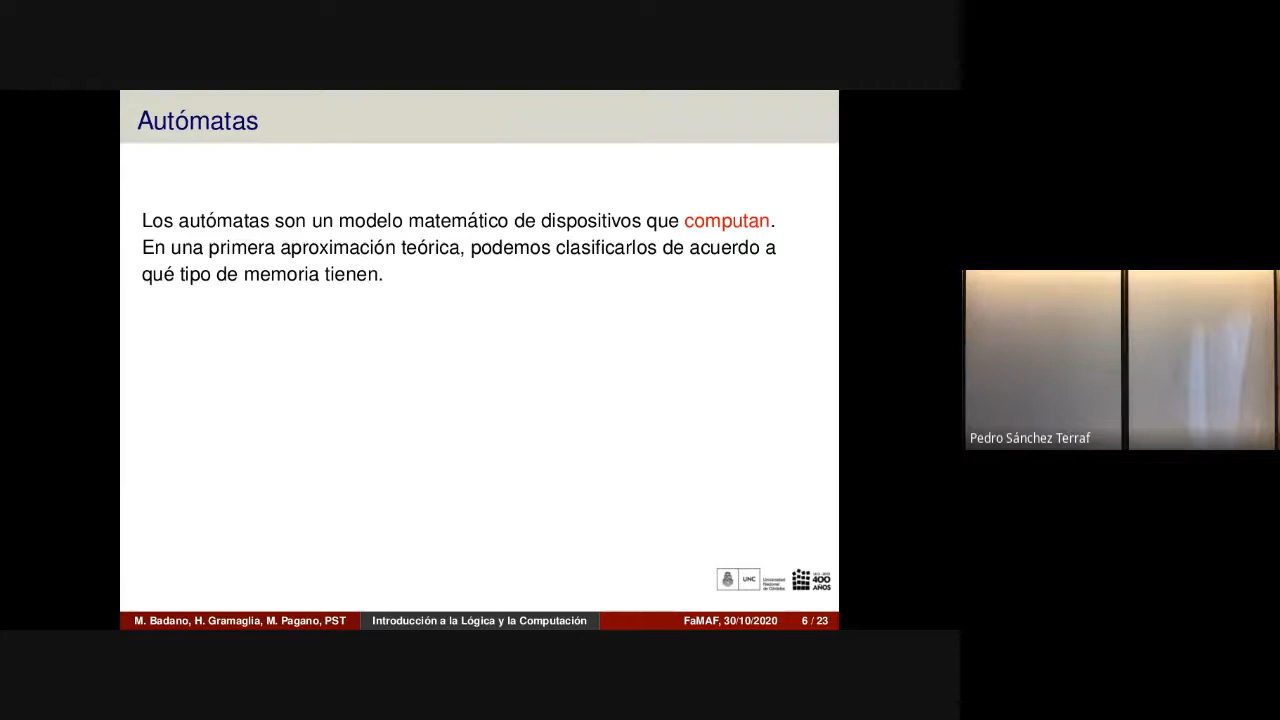 Autómatas
Los autómatas son un modelo matemático de dispositivos que computan.
En una primera aproximación teórica, podemos clasificarlos de acuerdo a
qué tipo de memoria tienen.
Pedro Sánchez Terraf
UNC
Universidad
Nacional
de Córdoba
400
AÑOS
M. Badano, H. Gramaglia, M. Pagano, PST
Introducción a la Lógica y la Computación
FaMAF, 30/10/2020
6 / 23